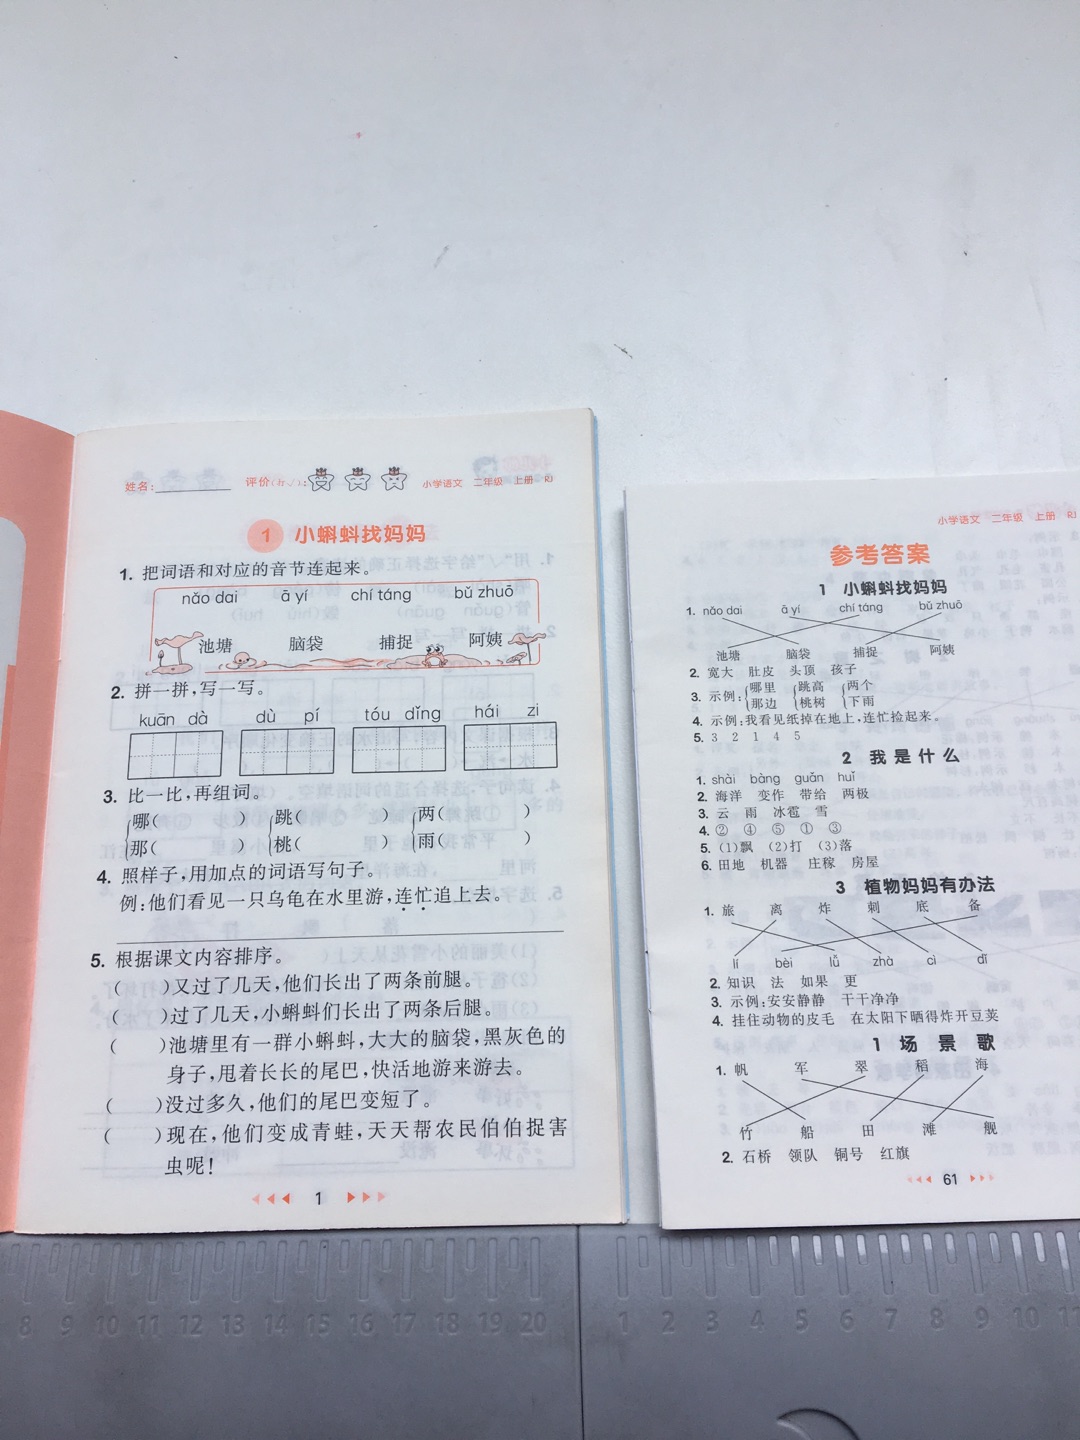 姓名: 评价(打√): 小学语文 二年级 上册 RJ
1 小蝌蚪找妈妈
1. 把词语和对应的音节连起来。
nǎo dai ā yí chí táng bǔ zhuō
池塘 脑袋 捕捉 阿姨
2. 拼一拼,写一写。
kuān dà dù pí tóu dǐng hái zi
3. 比一比,再组词。
哪( ) 跳( ) 两( )
那( ) 桃( ) 雨( )
4. 照样子,用加点的词语写句子。
例:他们看见一只乌龟在水里游,连忙追上去。
5. 根据课文内容排序。
( )又过了几天,他们长出了两条前腿。
( )过了几天,小蝌蚪们长出了两条后腿。
( )池塘里有一群小蝌蚪,大大的脑袋,黑灰色的
身子,甩着长长的尾巴,快活地游来游去。
( )没过多久,他们的尾巴变短了。
( )现在,他们变成青蛙,天天帮农民伯伯捉害
虫呢!
1
小学语文 二年级 上册 RJ
参考答案
1 小蝌蚪找妈妈
1. nǎo dai ā yí chí táng bǔ zhuō
池塘 脑袋 捕捉 阿姨
2. 宽大 肚皮 头顶 孩子
3. 示例: 哪里 跳高 两个
那边 桃树 下雨
4. 示例:我看见纸掉在地上,连忙捡起来。
5. 3 2 1 4 5
2 我是什么
1. shài bàng guǎn huǐ
2. 海洋 变作 带给 两极
3. 云 雨 冰雹 雪
4. ② ④ ⑤ ① ③
5. (1)飘 (2)打 (3)落
6. 田地 机器 庄稼 房屋
3 植物妈妈有办法
1. 旅 离 炸 刺 底 备
lí bèi lǚ zhà cì dǐ
2. 知识 法 如果 更
3. 示例:安安静静 干干净净
4. 挂住动物的皮毛 在太阳下晒得炸开豆荚
1 场景歌
1. 帆 军 翠 稻 海
竹 船 田 滩 舰
2. 石桥 领队 铜号 红旗
61
8 9 10 11 12 13 14 15 16 17 18 19 20
1 2 3 4 5 6 7 8 9 10 11